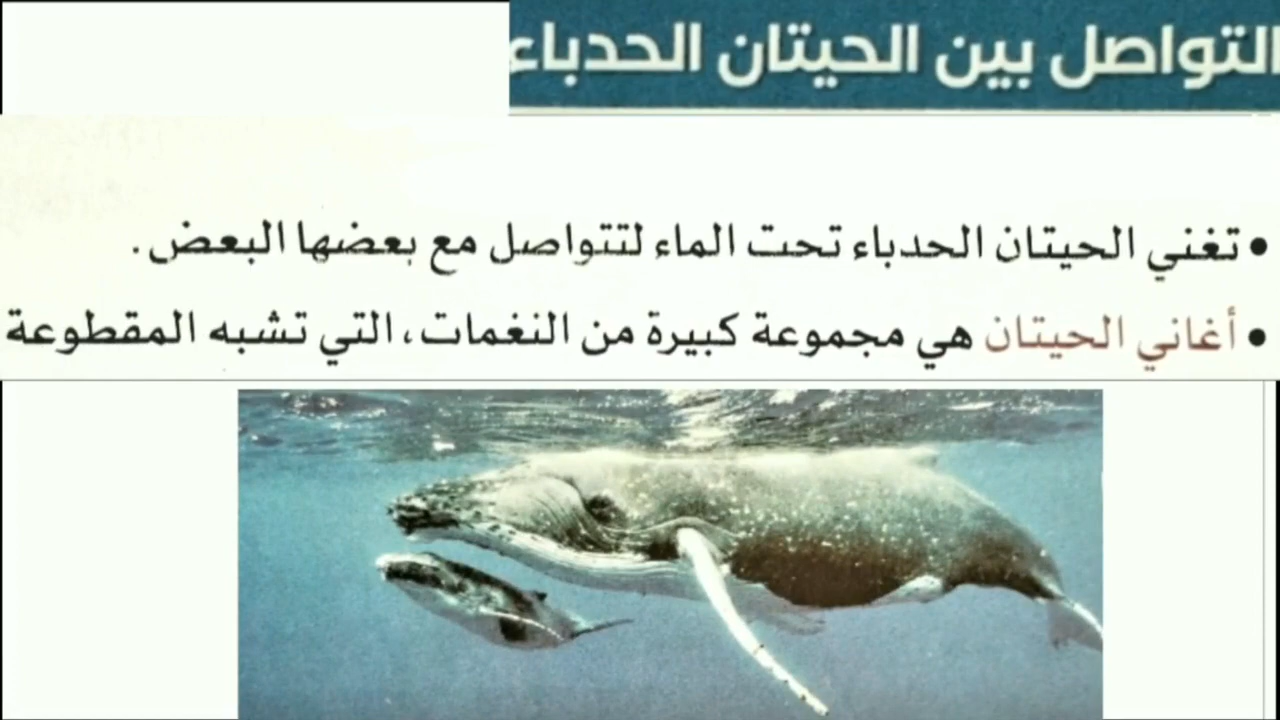 التواصل بين الحيتان الحدباء
• تغني الحيتان الحدباء تحت الماء لتتواصل مع بعضها البعض.
• أغاني الحيتان هي مجموعة كبيرة من النغمات، التي تشبه المقطوعة